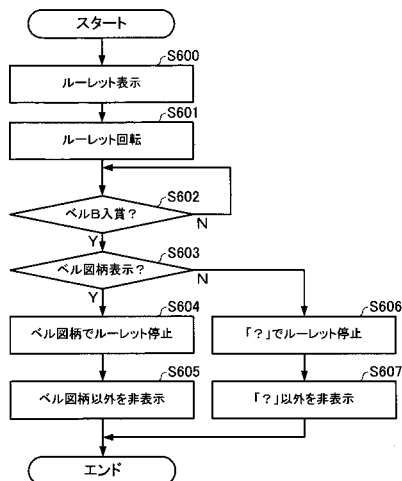 スタート
S600
ルーレット表示
S601
ルーレット回転
S602
ベルB入賞？
N
Y
S603
ベル図柄表示？
N
Y
S604
ベル図柄でルーレット停止
S606
「？」でルーレット停止
S605
ベル図柄以外を非表示
S607
「？」以外を非表示
エンド